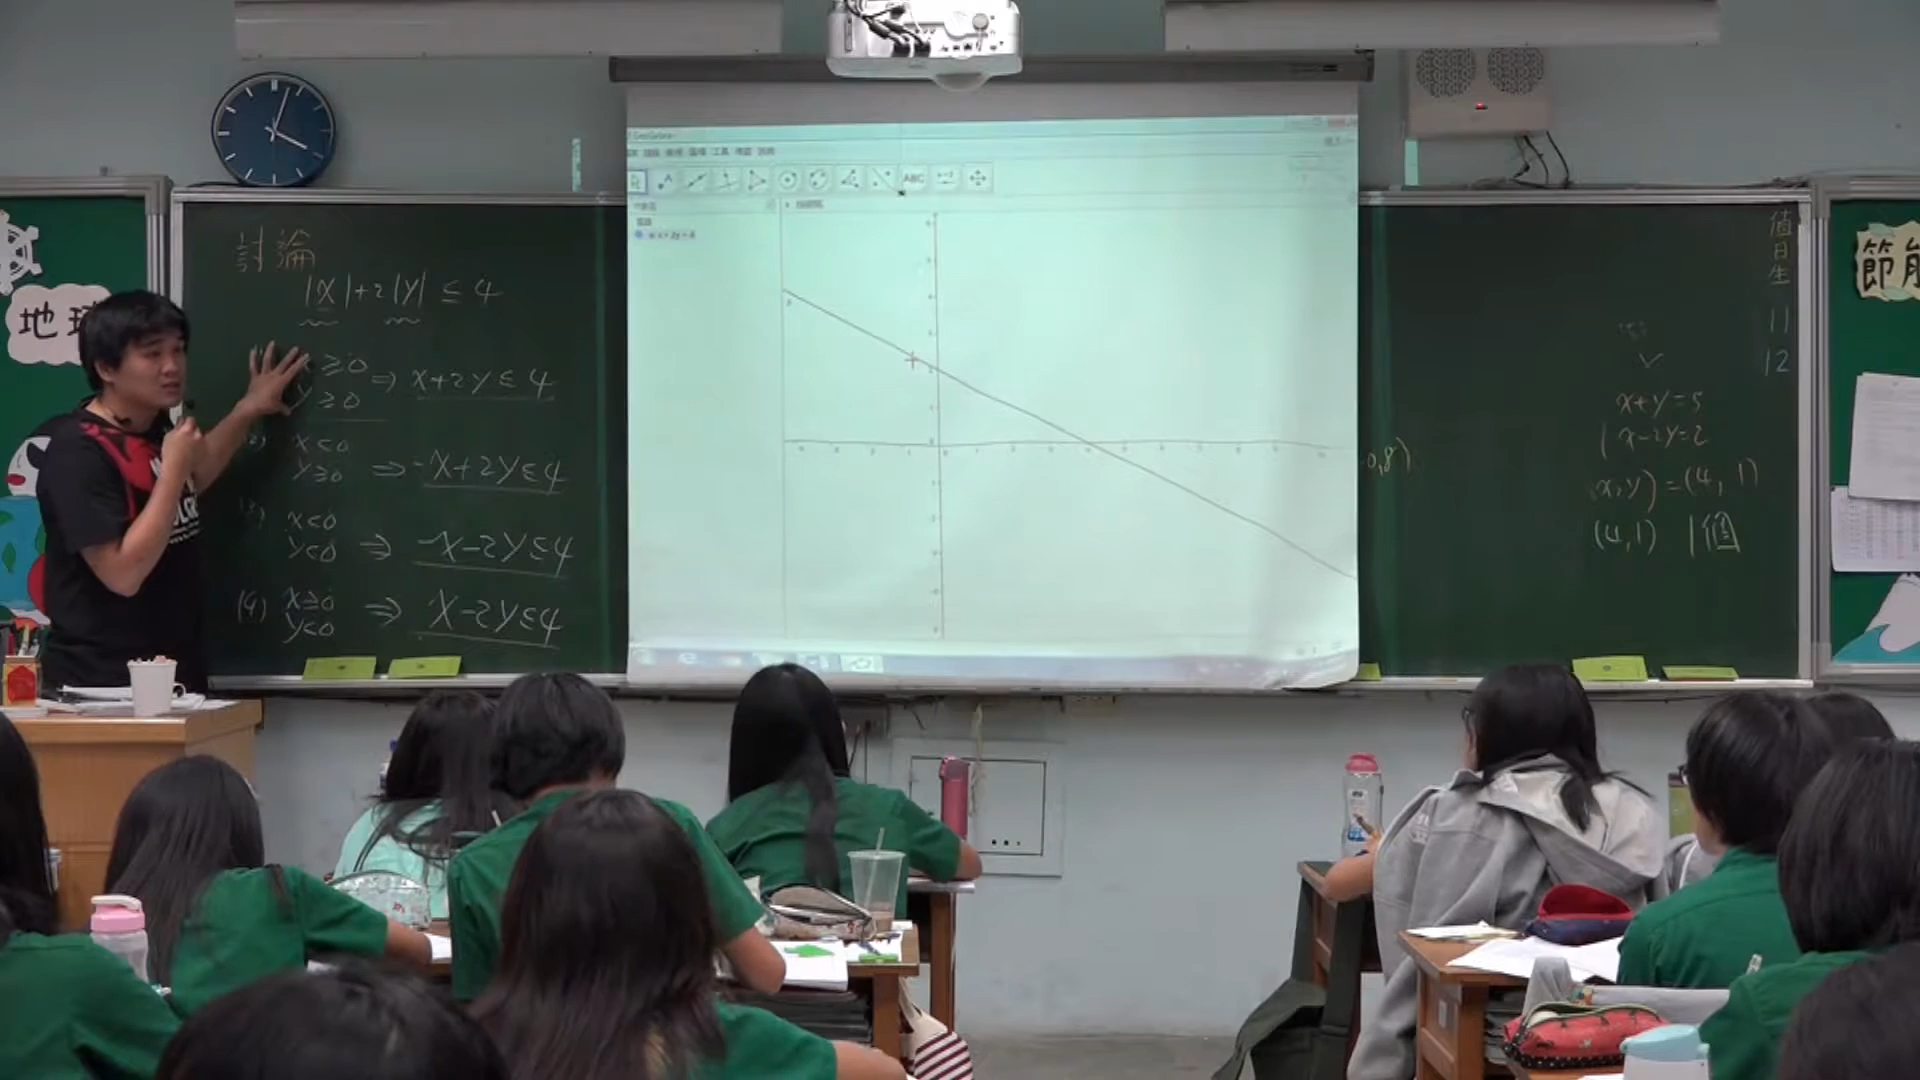 討論
|x|+2|y| ≤ 4
x ≥ 0
y ≥ 0
⇒ x+2y ≤ 4
(2) x<0
y≥0
⇒ -x+2y ≤ 4
x<0
y<0
⇒ -x-2y ≤ 4
(4) x≥0
y<0
⇒ x-2y ≤ 4
ABC
地球
值日生
11
12
x+y=5
x-2y=2
(x,y)=(4,1)
(4,1) 1個
0,8)
節能